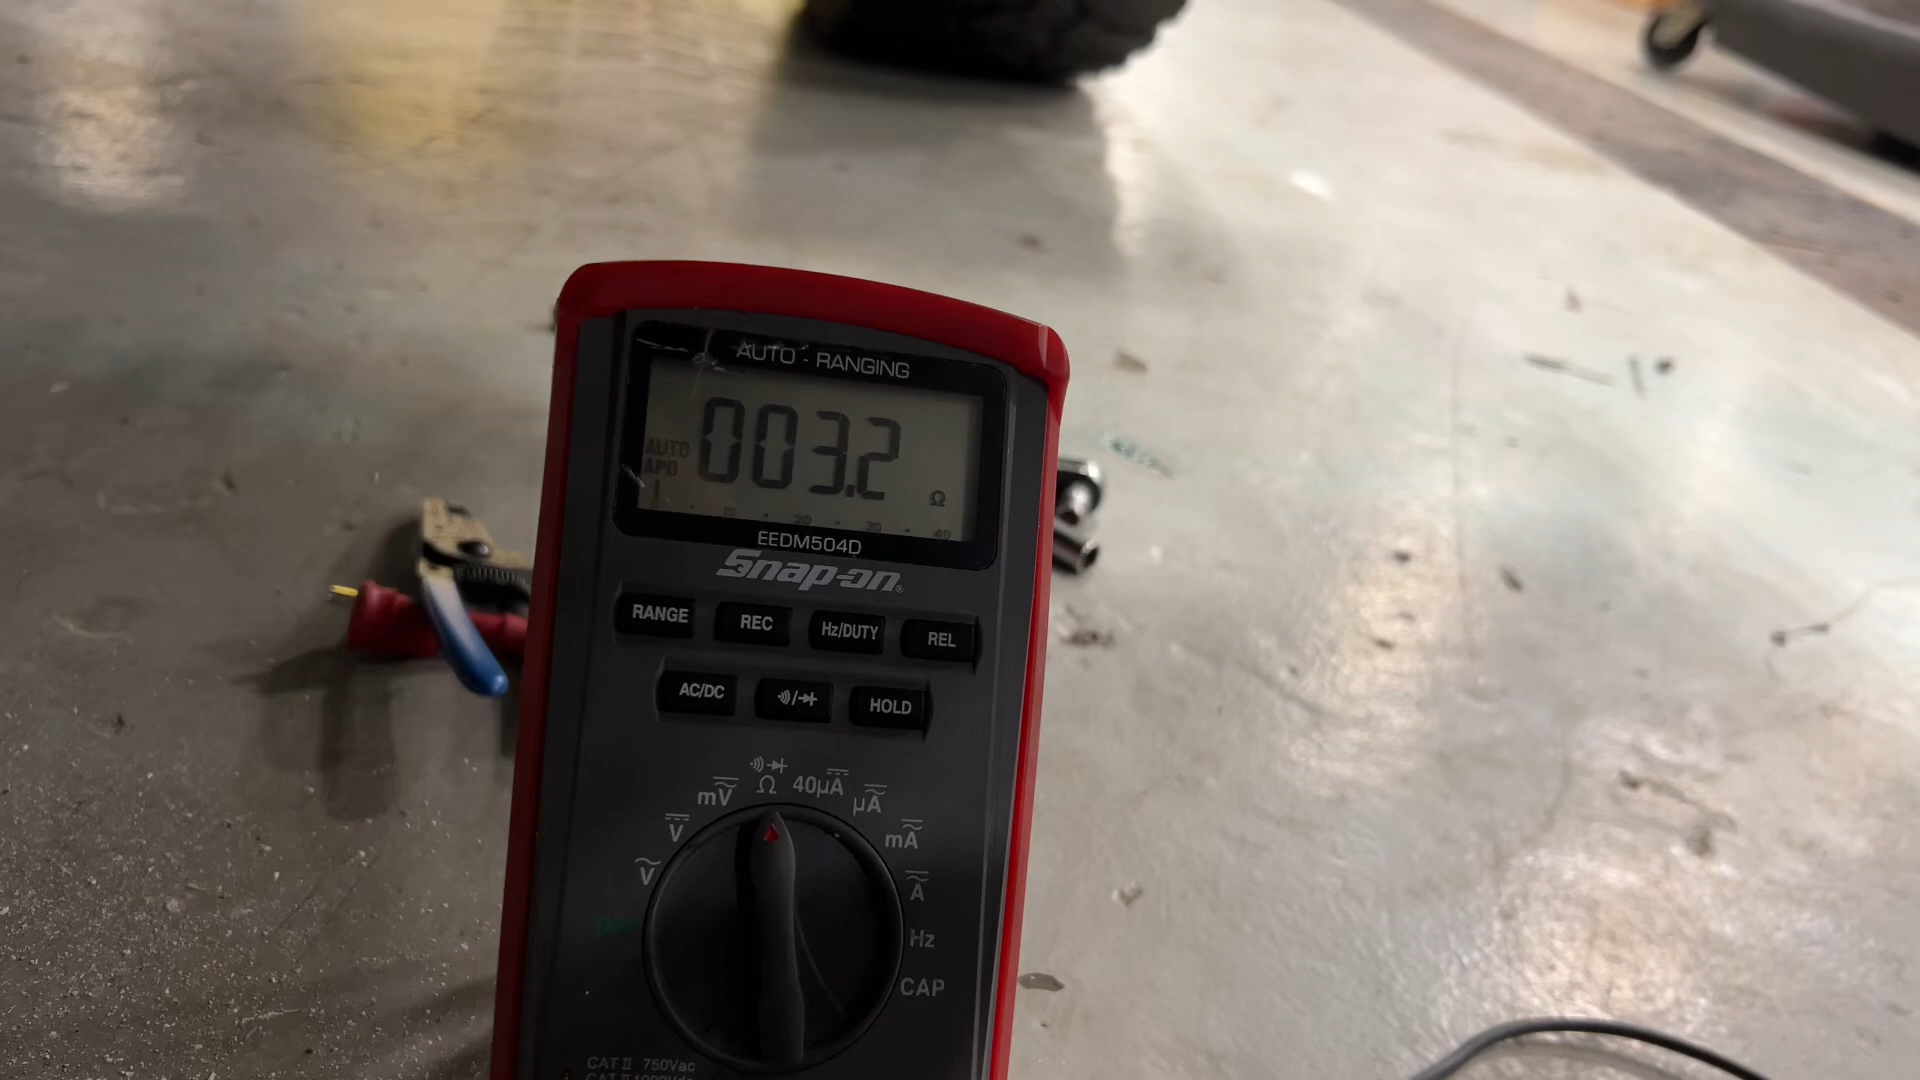 AUTO - RANGING
003.2
AUTO
APO
Ω
10 20 30 40
EEDM504D
Snap-on®
RANGE REC Hz/DUTY REL
AC/DC HOLD
Ω
40µA
mV
µA
V
mA
V
A
Hz
CAP
CAT II 750Vac